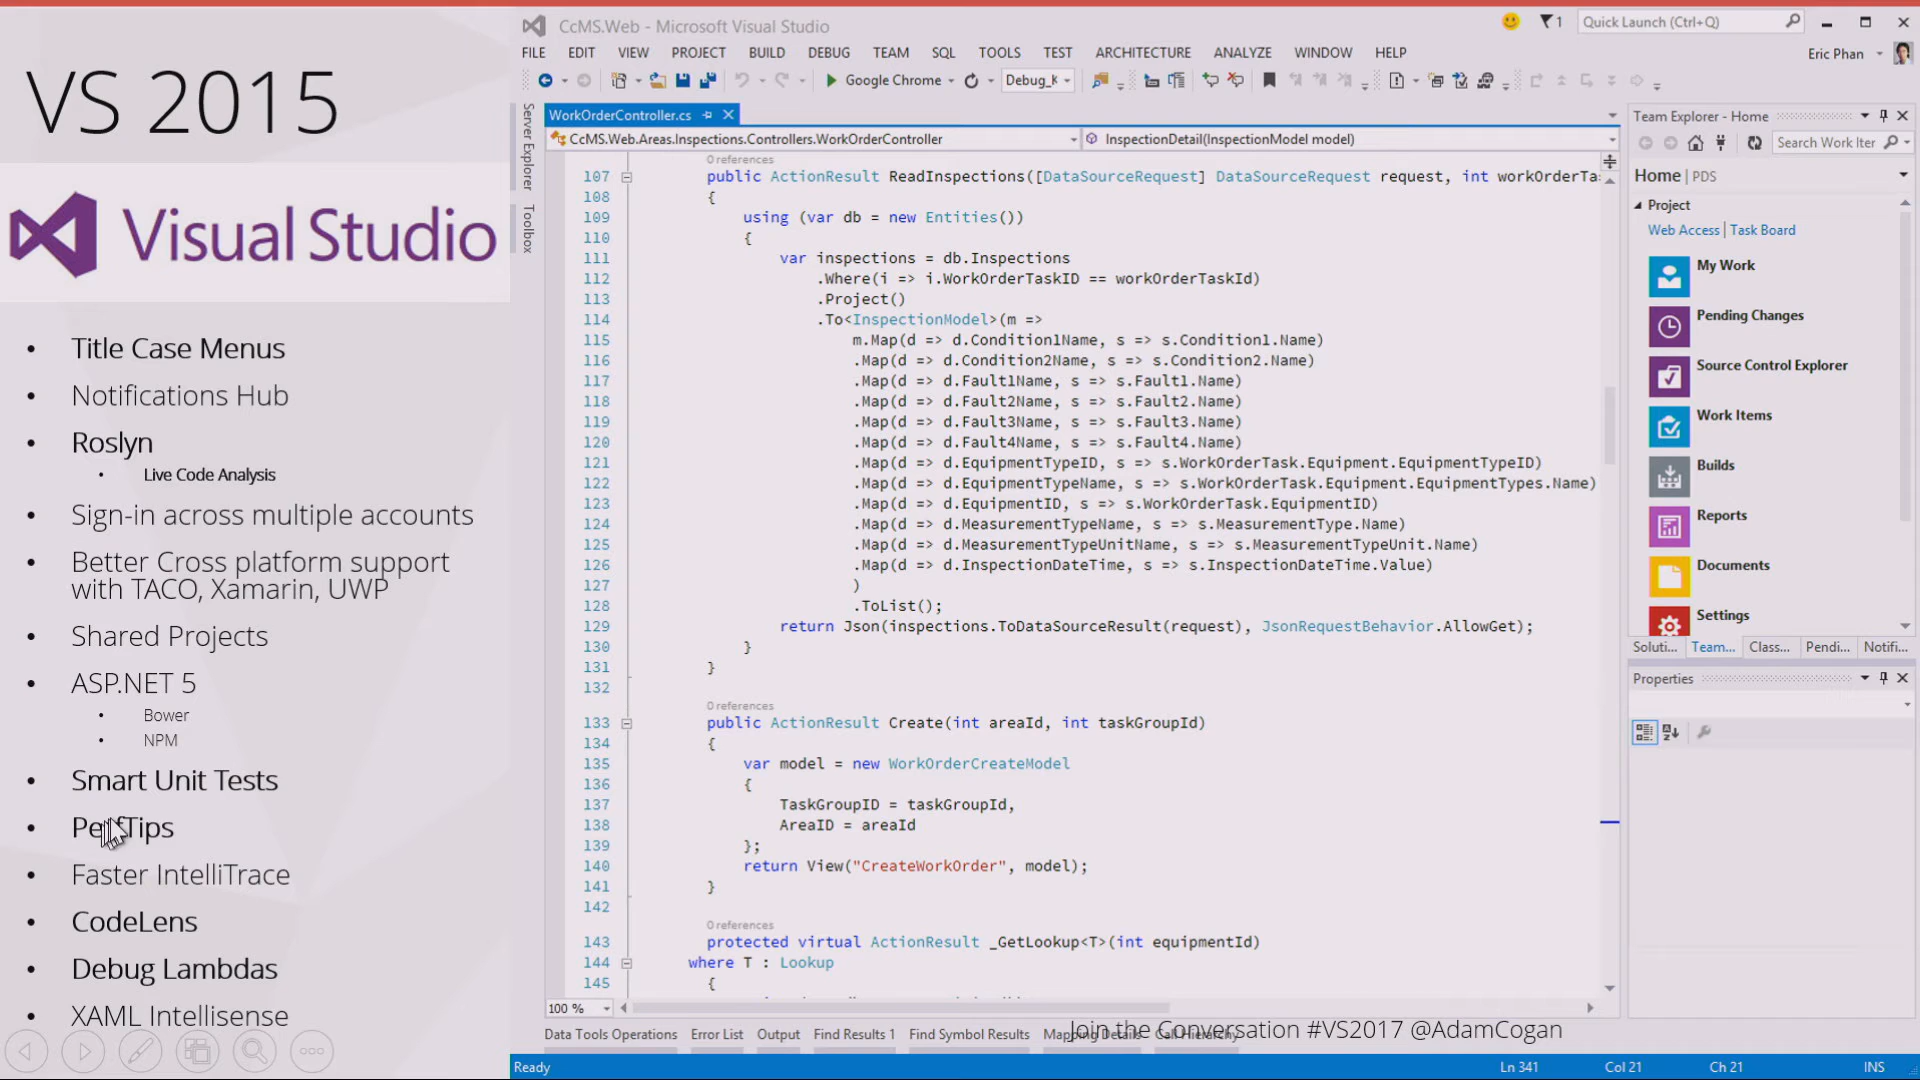 VS 2015
Visual Studio
• Title Case Menus
• Notifications Hub
• Roslyn
• Live Code Analysis
• Sign-in across multiple accounts
• Better Cross platform support
with TACO, Xamarin, UWP
• Shared Projects
• ASP.NET 5
• Bower
• NPM
• Smart Unit Tests
• PerfTips
• Faster IntelliTrace
• CodeLens
• Debug Lambdas
• XAML Intellisense
CcMS.Web - Microsoft Visual Studio
1
Quick Launch (Ctrl+Q)
FILE EDIT VIEW PROJECT BUILD DEBUG TEAM SQL TOOLS TEST ARCHITECTURE ANALYZE WINDOW HELP
Eric Phan
Google Chrome
Debug_K
Server Explorer
Toolbox
WorkOrderController.cs
CcMS.Web.Areas.Inspections.Controllers.WorkOrderController
InspectionDetail(InspectionModel model)
0 references
107 public ActionResult ReadInspections([DataSourceRequest] DataSourceRequest request, int workOrderTa
108 {
109 using (var db = new Entities())
110 {
111 var inspections = db.Inspections
112 .Where(i => i.WorkOrderTaskID == workOrderTaskId)
113 .Project()
114 .To<InspectionModel>(m =>
115 m.Map(d => d.Condition1Name, s => s.Condition1.Name)
116 .Map(d => d.Condition2Name, s => s.Condition2.Name)
117 .Map(d => d.Fault1Name, s => s.Fault1.Name)
118 .Map(d => d.Fault2Name, s => s.Fault2.Name)
119 .Map(d => d.Fault3Name, s => s.Fault3.Name)
120 .Map(d => d.Fault4Name, s => s.Fault4.Name)
121 .Map(d => d.EquipmentTypeID, s => s.WorkOrderTask.Equipment.EquipmentTypeID)
122 .Map(d => d.EquipmentTypeName, s => s.WorkOrderTask.Equipment.EquipmentTypes.Name)
123 .Map(d => d.EquipmentID, s => s.WorkOrderTask.EquipmentID)
124 .Map(d => d.MeasurementTypeName, s => s.MeasurementType.Name)
125 .Map(d => d.MeasurementTypeUnitName, s => s.MeasurementTypeUnit.Name)
126 .Map(d => d.InspectionDateTime, s => s.InspectionDateTime.Value)
127 )
128 .ToList();
129 return Json(inspections.ToDataSourceResult(request), JsonRequestBehavior.AllowGet);
130 }
131 }
132
0 references
133 public ActionResult Create(int areaId, int taskGroupId)
134 {
135 var model = new WorkOrderCreateModel
136 {
137 TaskGroupID = taskGroupId,
138 AreaID = areaId
139 };
140 return View("CreateWorkOrder", model);
141 }
142
0 references
143 protected virtual ActionResult _GetLookup<T>(int equipmentId)
144 where T : Lookup
145 {
100 %
Data Tools Operations Error List Output Find Results 1 Find Symbol Results Mapping Details Call Hierarchy
Join the Conversation #VS2017 @AdamCogan
Ready Ln 341 Col 21 Ch 21 INS
Team Explorer - Home
Search Work Iter
Home | PDS
Project
Web Access | Task Board
My Work
Pending Changes
Source Control Explorer
Work Items
Builds
Reports
Documents
Settings
Soluti... Team... Class... Pendi... Notifi...
Properties